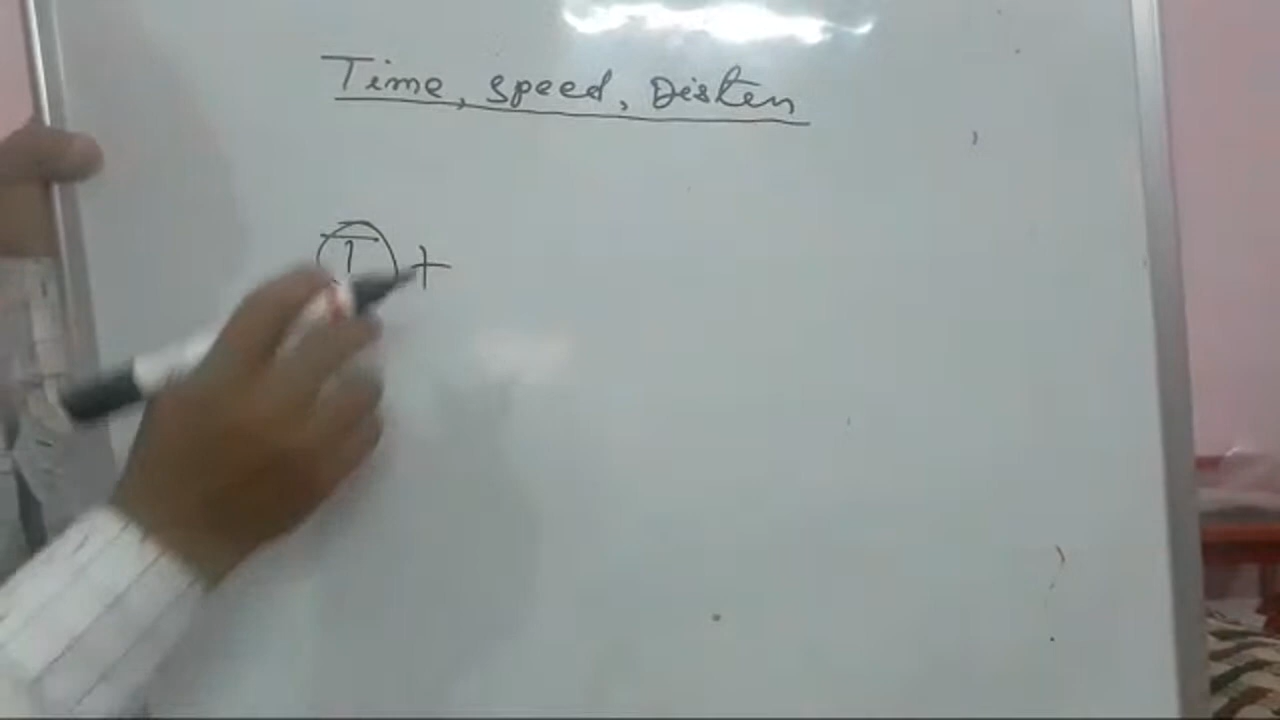 Time, speed, Disten
T +